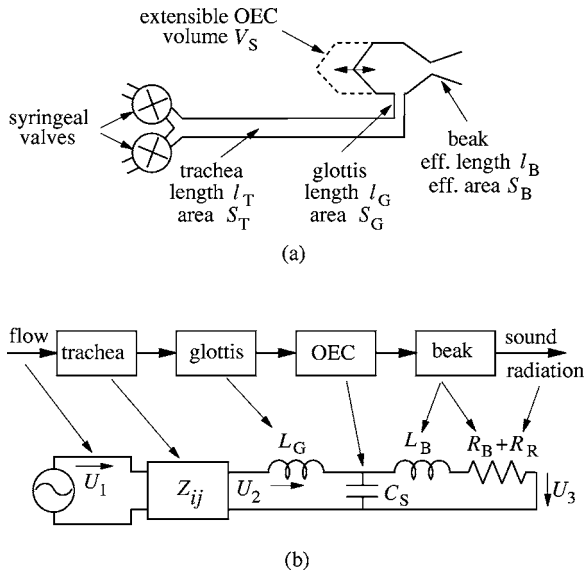 extensible OEC
volume V_S
syringeal
valves
trachea
length l_T
area S_T
glottis
length l_G
area S_G
beak
eff. length l_B
eff. area S_B
(a)
flow
trachea
glottis
OEC
beak
sound
radiation
L_G
L_B
R_B+R_R
U_1
Z_ij
U_2
C_S
U_3
(b)